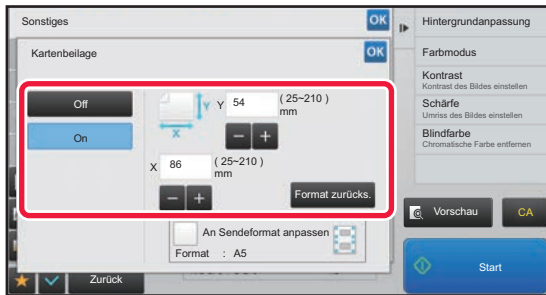 Sonstiges
OK
Kartenbeilage
OK
Off
On
Y
Y
54
( 25~210 )
mm
X
X
86
( 25~210 )
mm
Format zurücks.
An Sendeformat anpassen
Format : A5
Zurück
Hintergrundanpassung
Farbmodus
Kontrast
Kontrast des Bildes einstellen
Schärfe
Umriss des Bildes einstellen
Blindfarbe
Chromatische Farbe entfernen
Vorschau
CA
Start